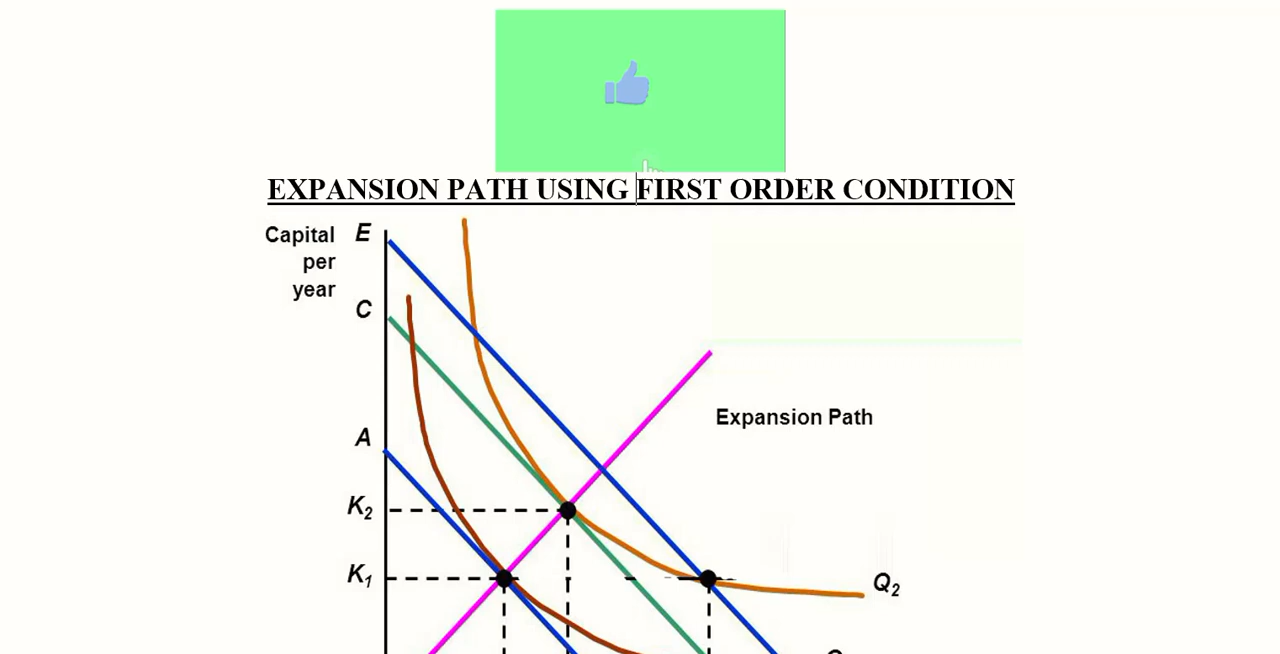 EXPANSION PATH USING FIRST ORDER CONDITION
Capital
per
year
E
C
A
Expansion Path
K2
K1
Q2